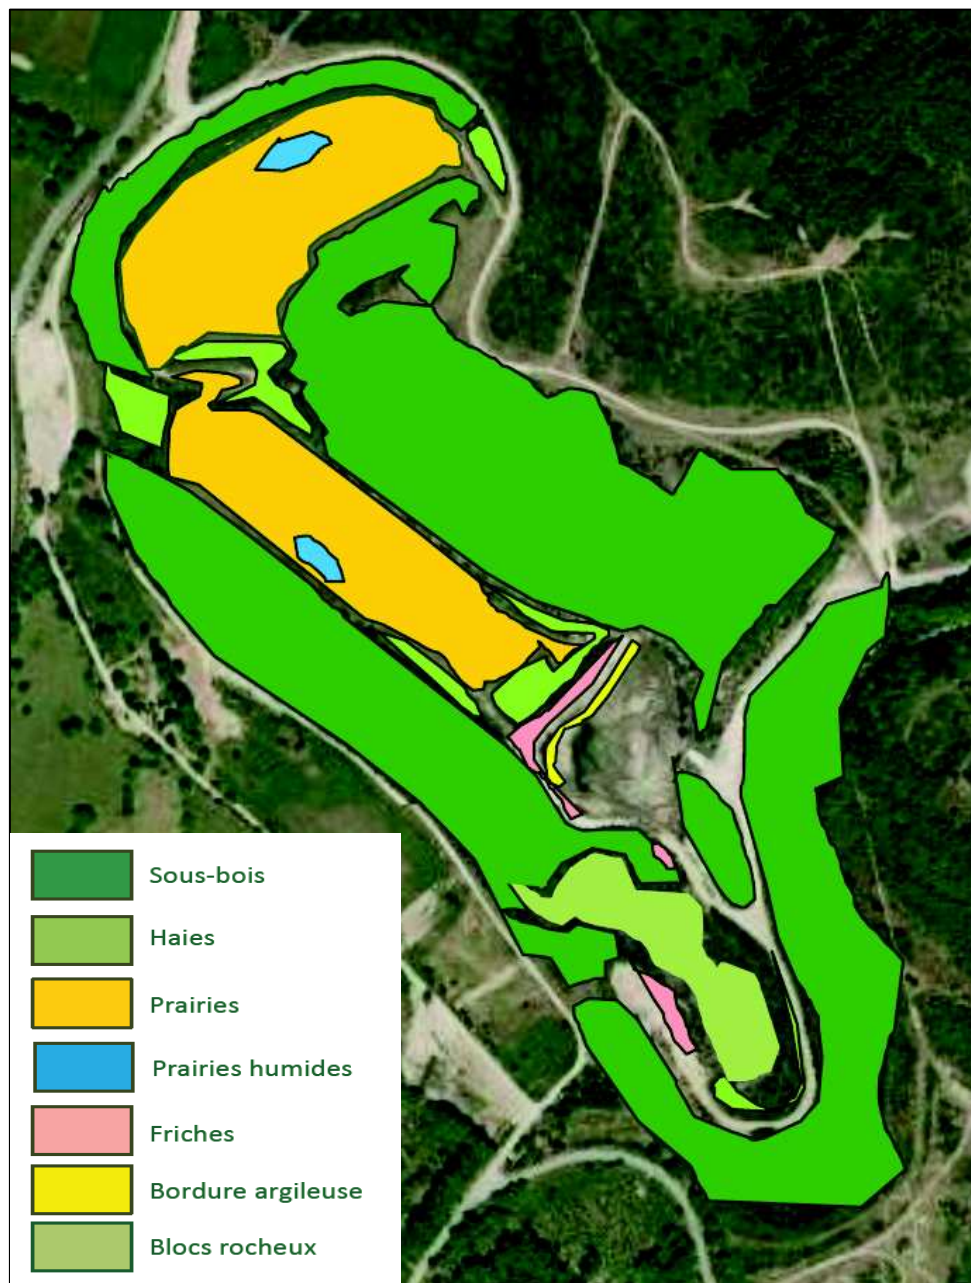 Sous-bois
Haies
Prairies
Prairies humides
Friches
Bordure argileuse
Blocs rocheux